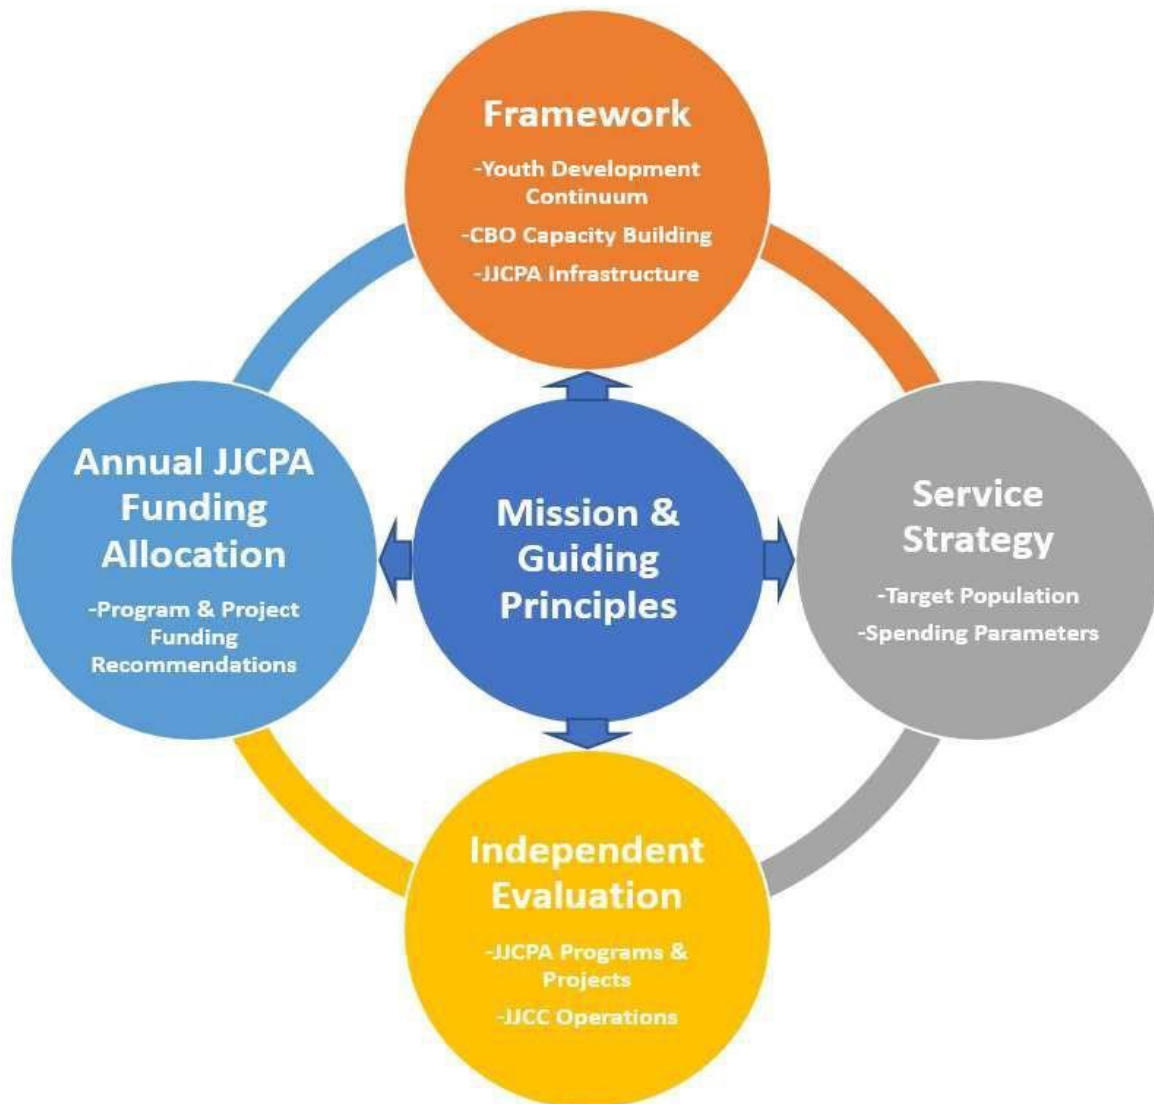 Framework
-Youth Development
Continuum
-CBO Capacity Building
-JJCPA Infrastructure
Annual JJCPA
Funding
Allocation
-Program & Project
Funding
Recommendations
Mission &
Guiding
Principles
Service
Strategy
-Target Population
-Spending Parameters
Independent
Evaluation
-JJCPA Programs &
Projects
-JJCC Operations